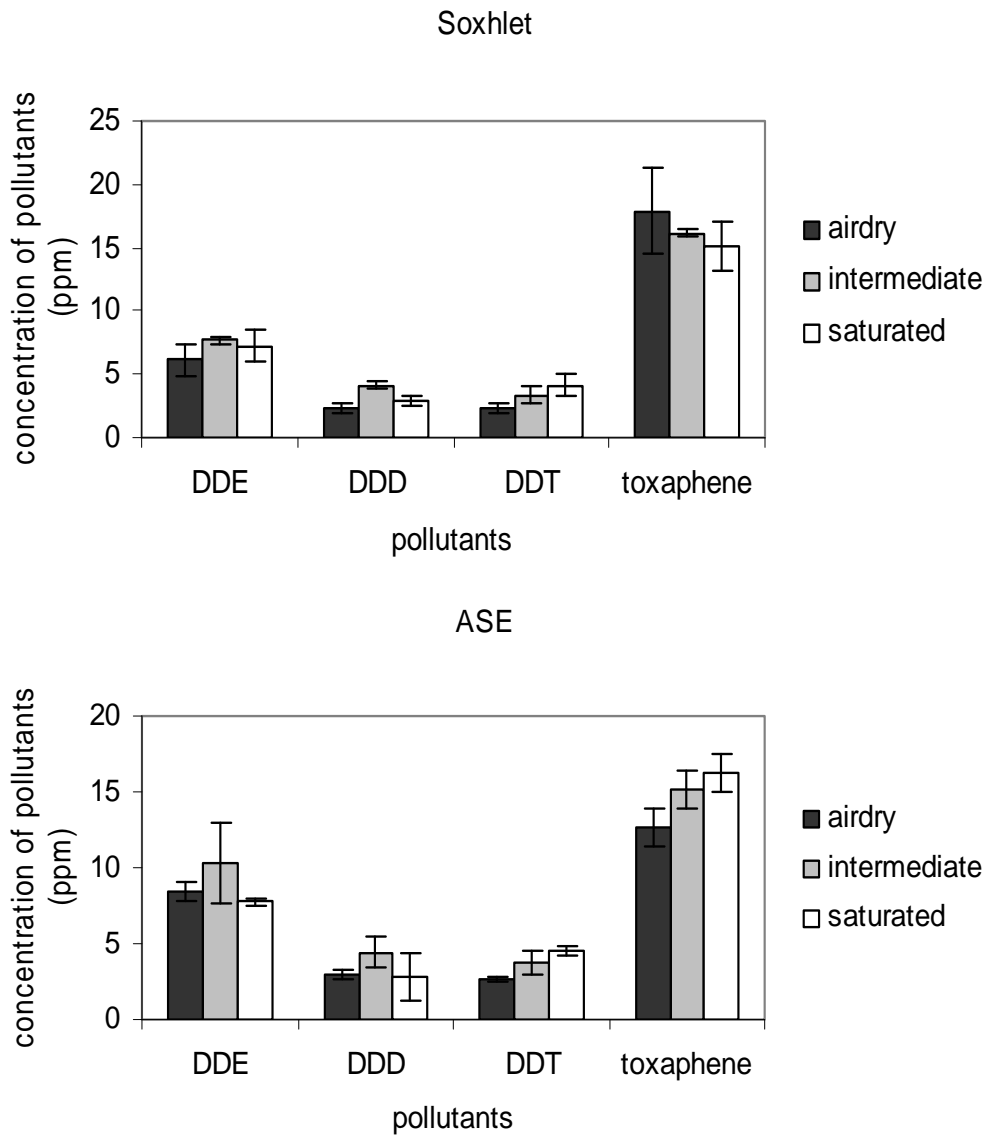 Soxhlet
concentration of pollutants
(ppm)
25
20
15
10
5
0
DDE DDD DDT toxaphene
pollutants
airdry
intermediate
saturated
ASE
concentration of pollutants
(ppm)
20
15
10
5
0
DDE DDD DDT toxaphene
pollutants
airdry
intermediate
saturated